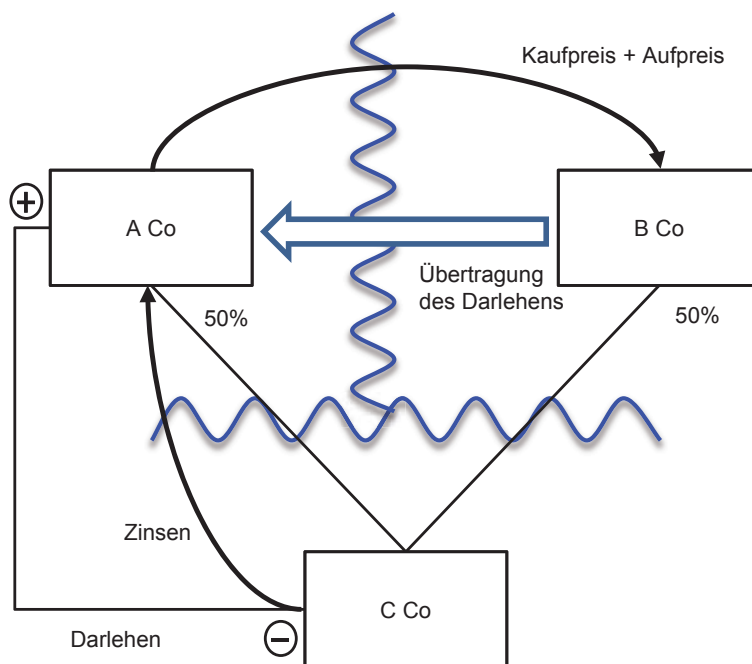 Kaufpreis + Aufpreis
+
A Co
B Co
Übertragung
des Darlehens
50%
50%
Zinsen
C Co
Darlehen
−